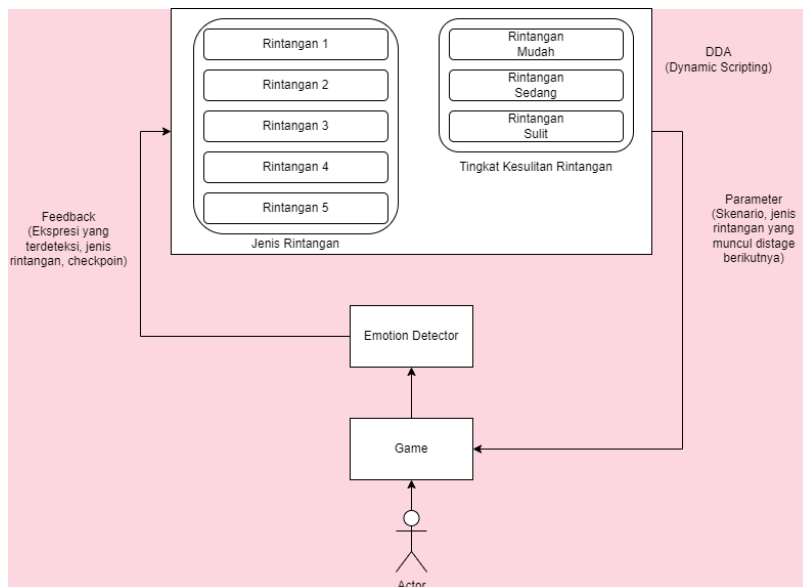 Rintangan 1
Rintangan 2
Rintangan 3
Rintangan 4
Rintangan 5
Jenis Rintangan
Rintangan
Mudah
Rintangan
Sedang
Rintangan
Sulit
Tingkat Kesulitan Rintangan
DDA
(Dynamic Scripting)
Feedback
(Ekspresi yang
terdeteksi, jenis
rintangan, checkpoin)
Parameter
(Skenario, jenis
rintangan yang
muncul distage
berikutnya)
Emotion Detector
Game
Actor